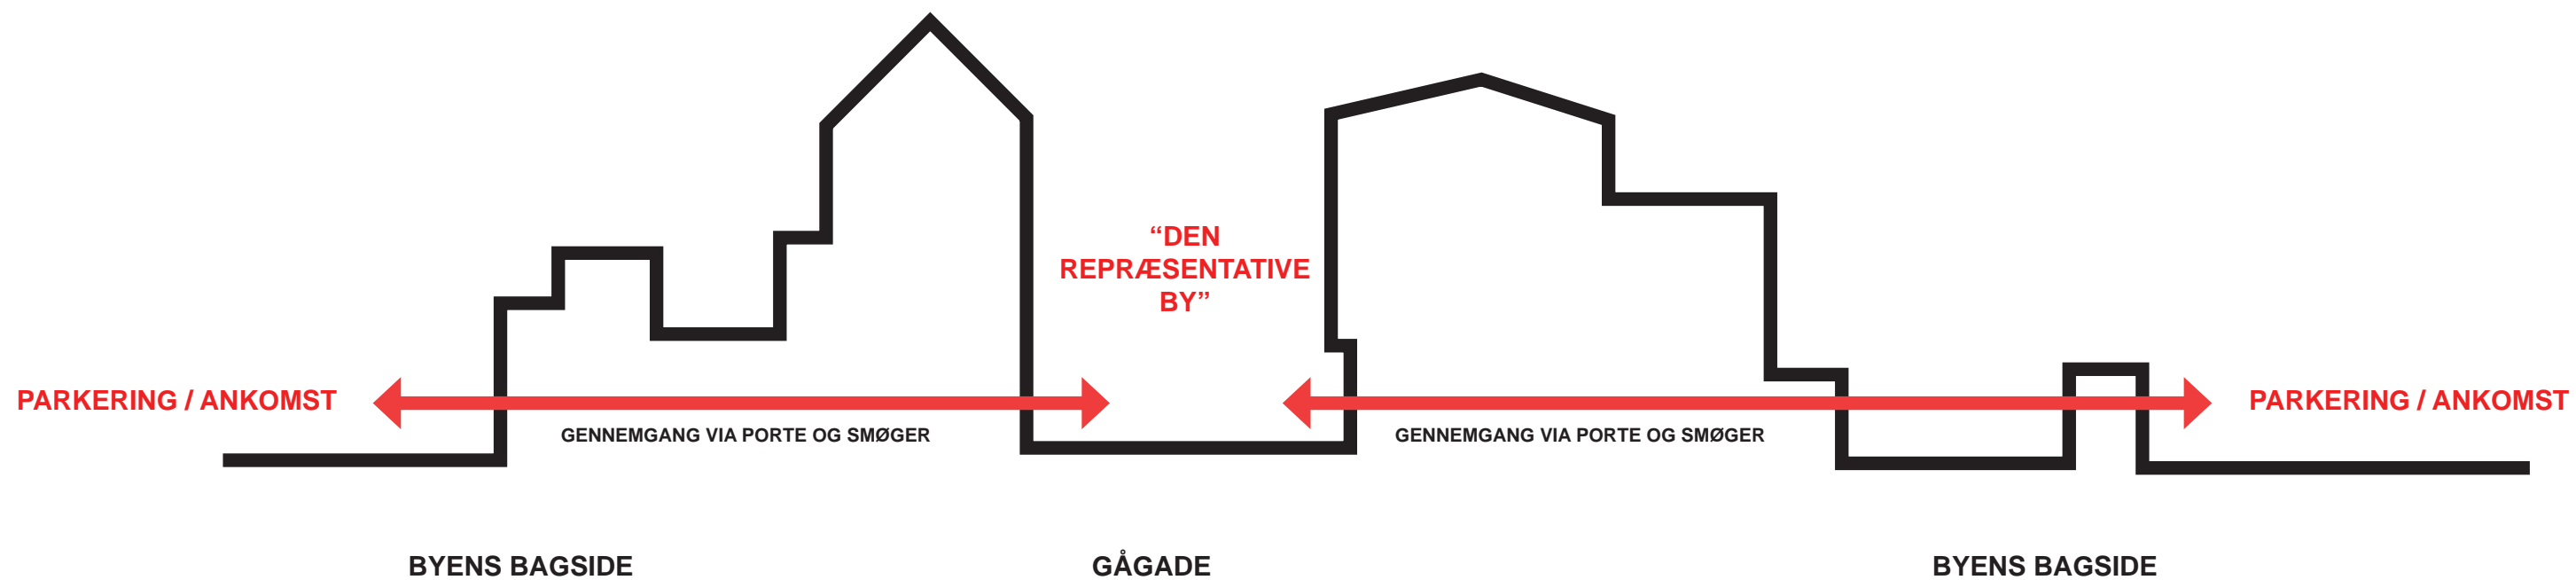 “DEN
REPRÆSENTATIVE
BY”
PARKERING / ANKOMST
PARKERING / ANKOMST
GENNEMGANG VIA PORTE OG SMØGER
GENNEMGANG VIA PORTE OG SMØGER
BYENS BAGSIDE
GÅGADE
BYENS BAGSIDE